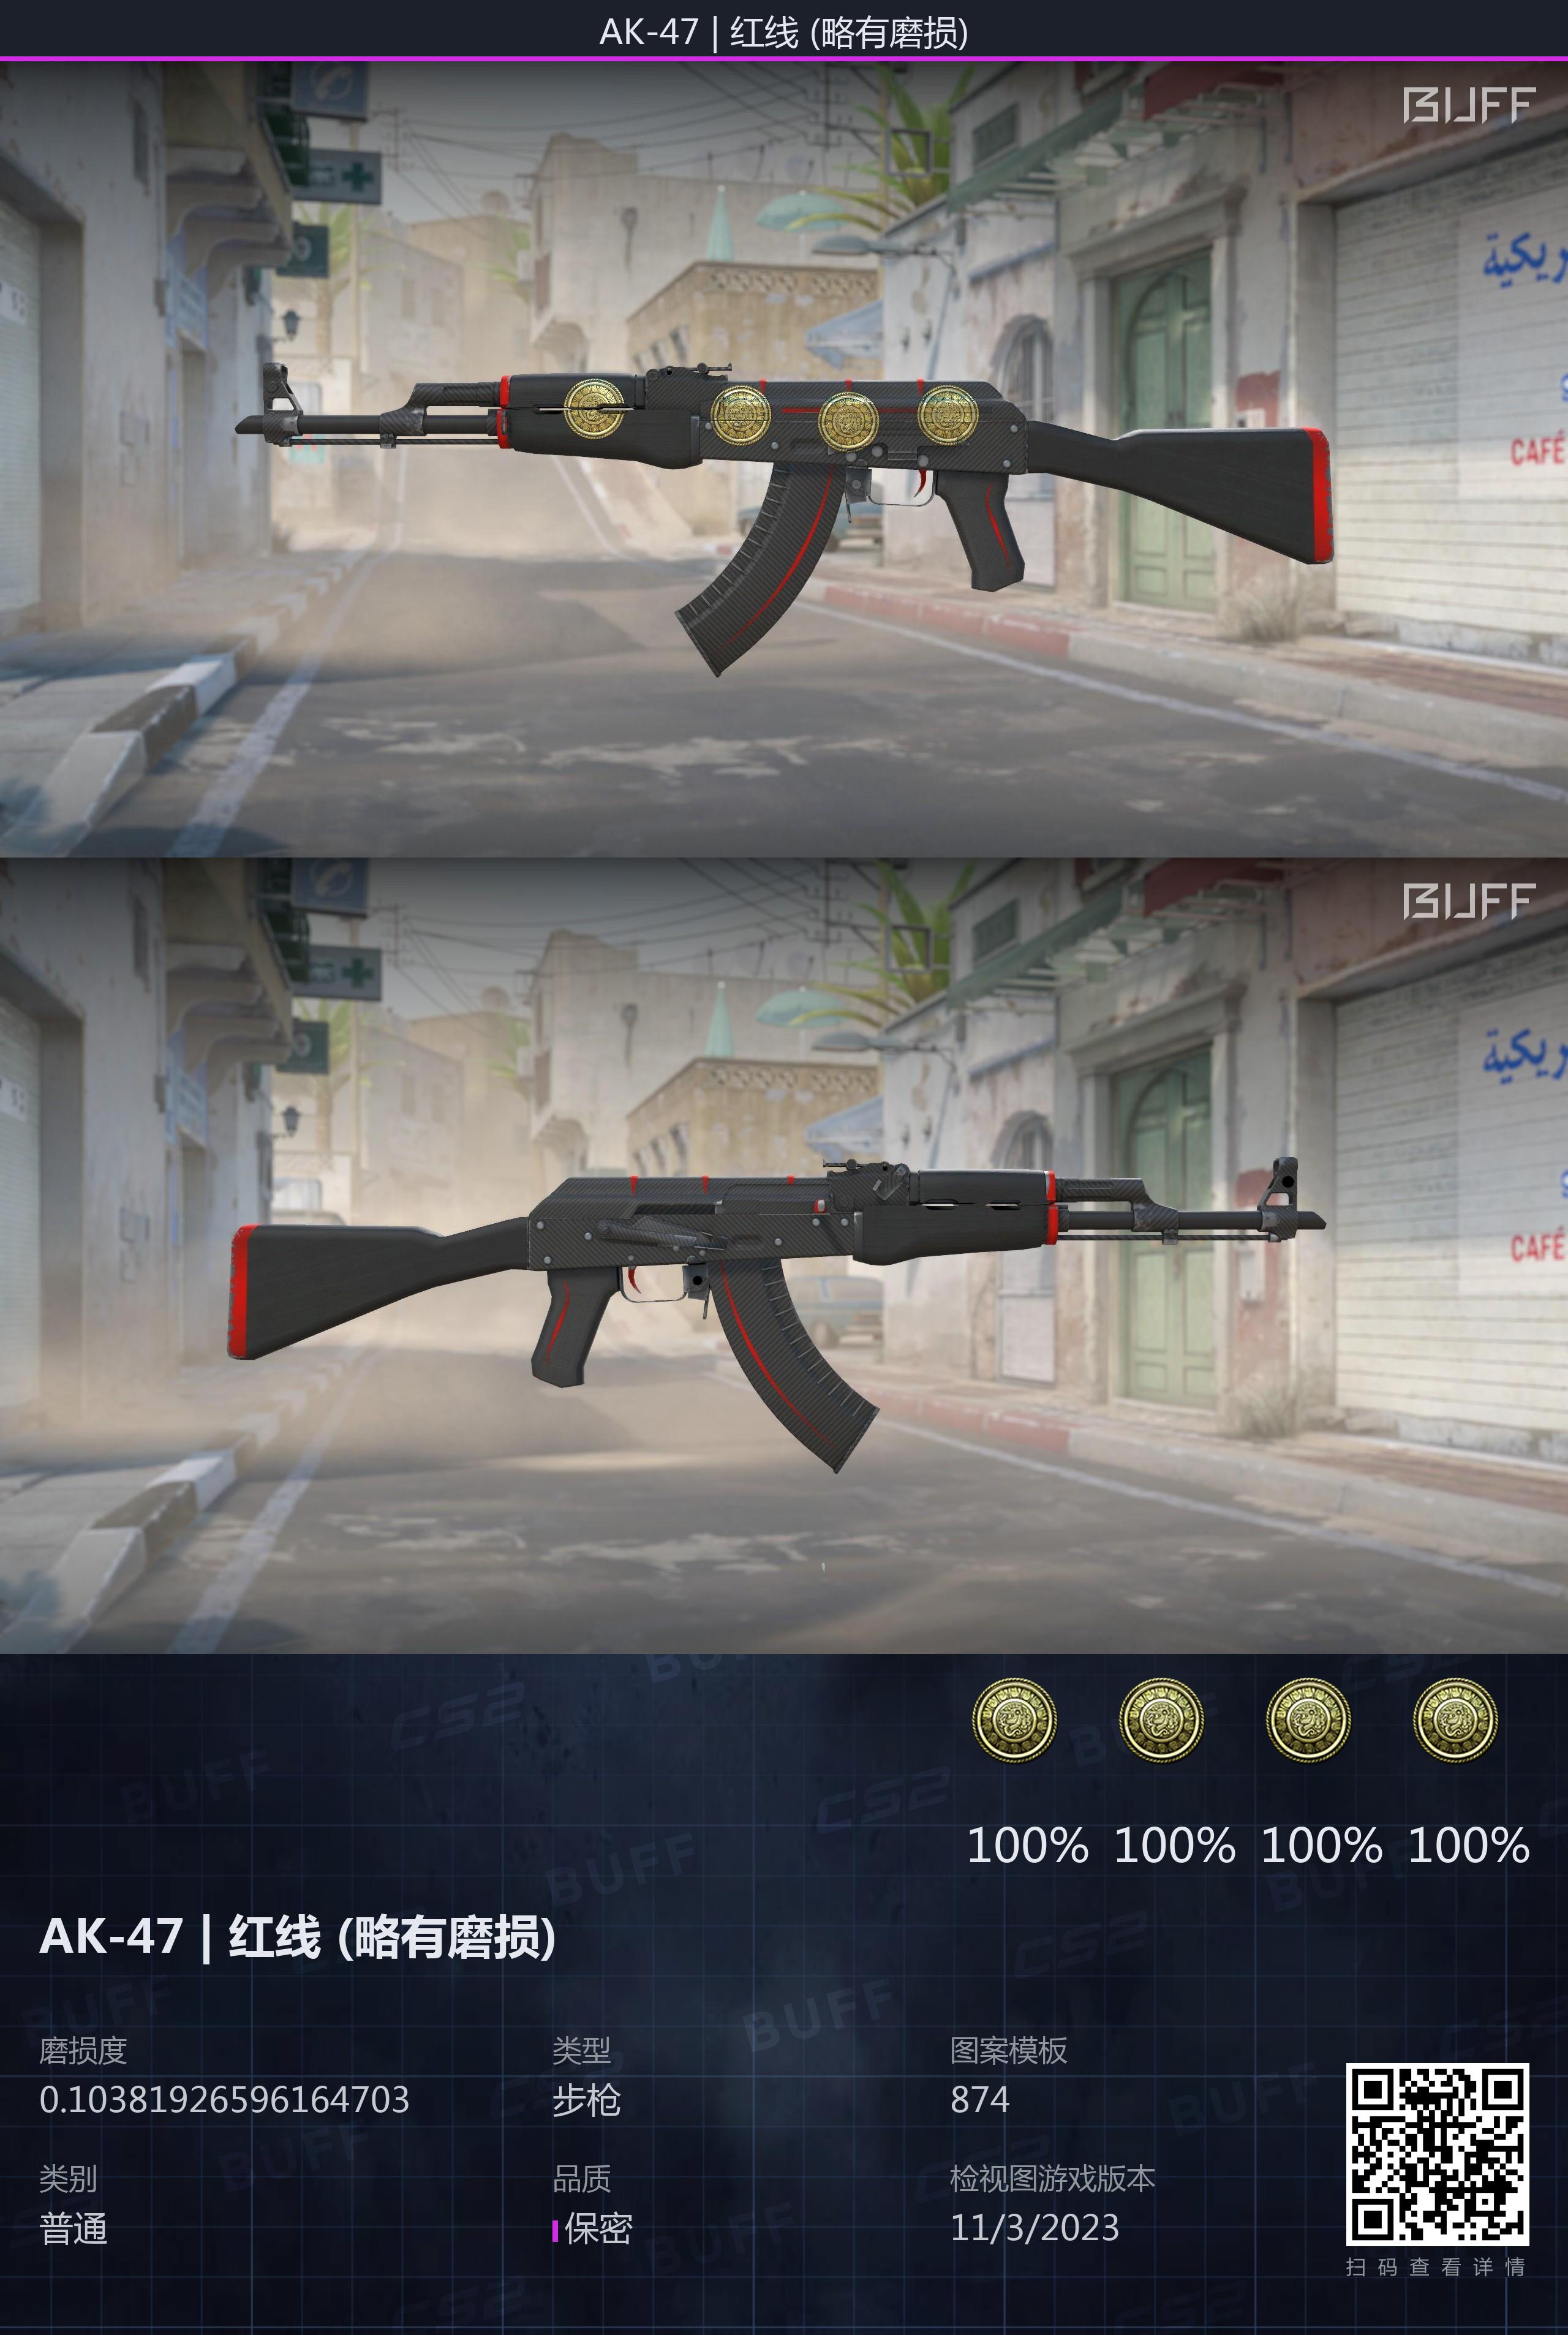 AK-47 | 红线 (略有磨损)
BUFF
CAFÉ
BUFF
CAFÉ
100% 100% 100% 100%
AK-47 | 红线 (略有磨损)
磨损度 类型 图案模板
0.10381926596164703 步枪 874
类别 品质 检视图游戏版本
普通 保密 11/3/2023
扫码查看详情